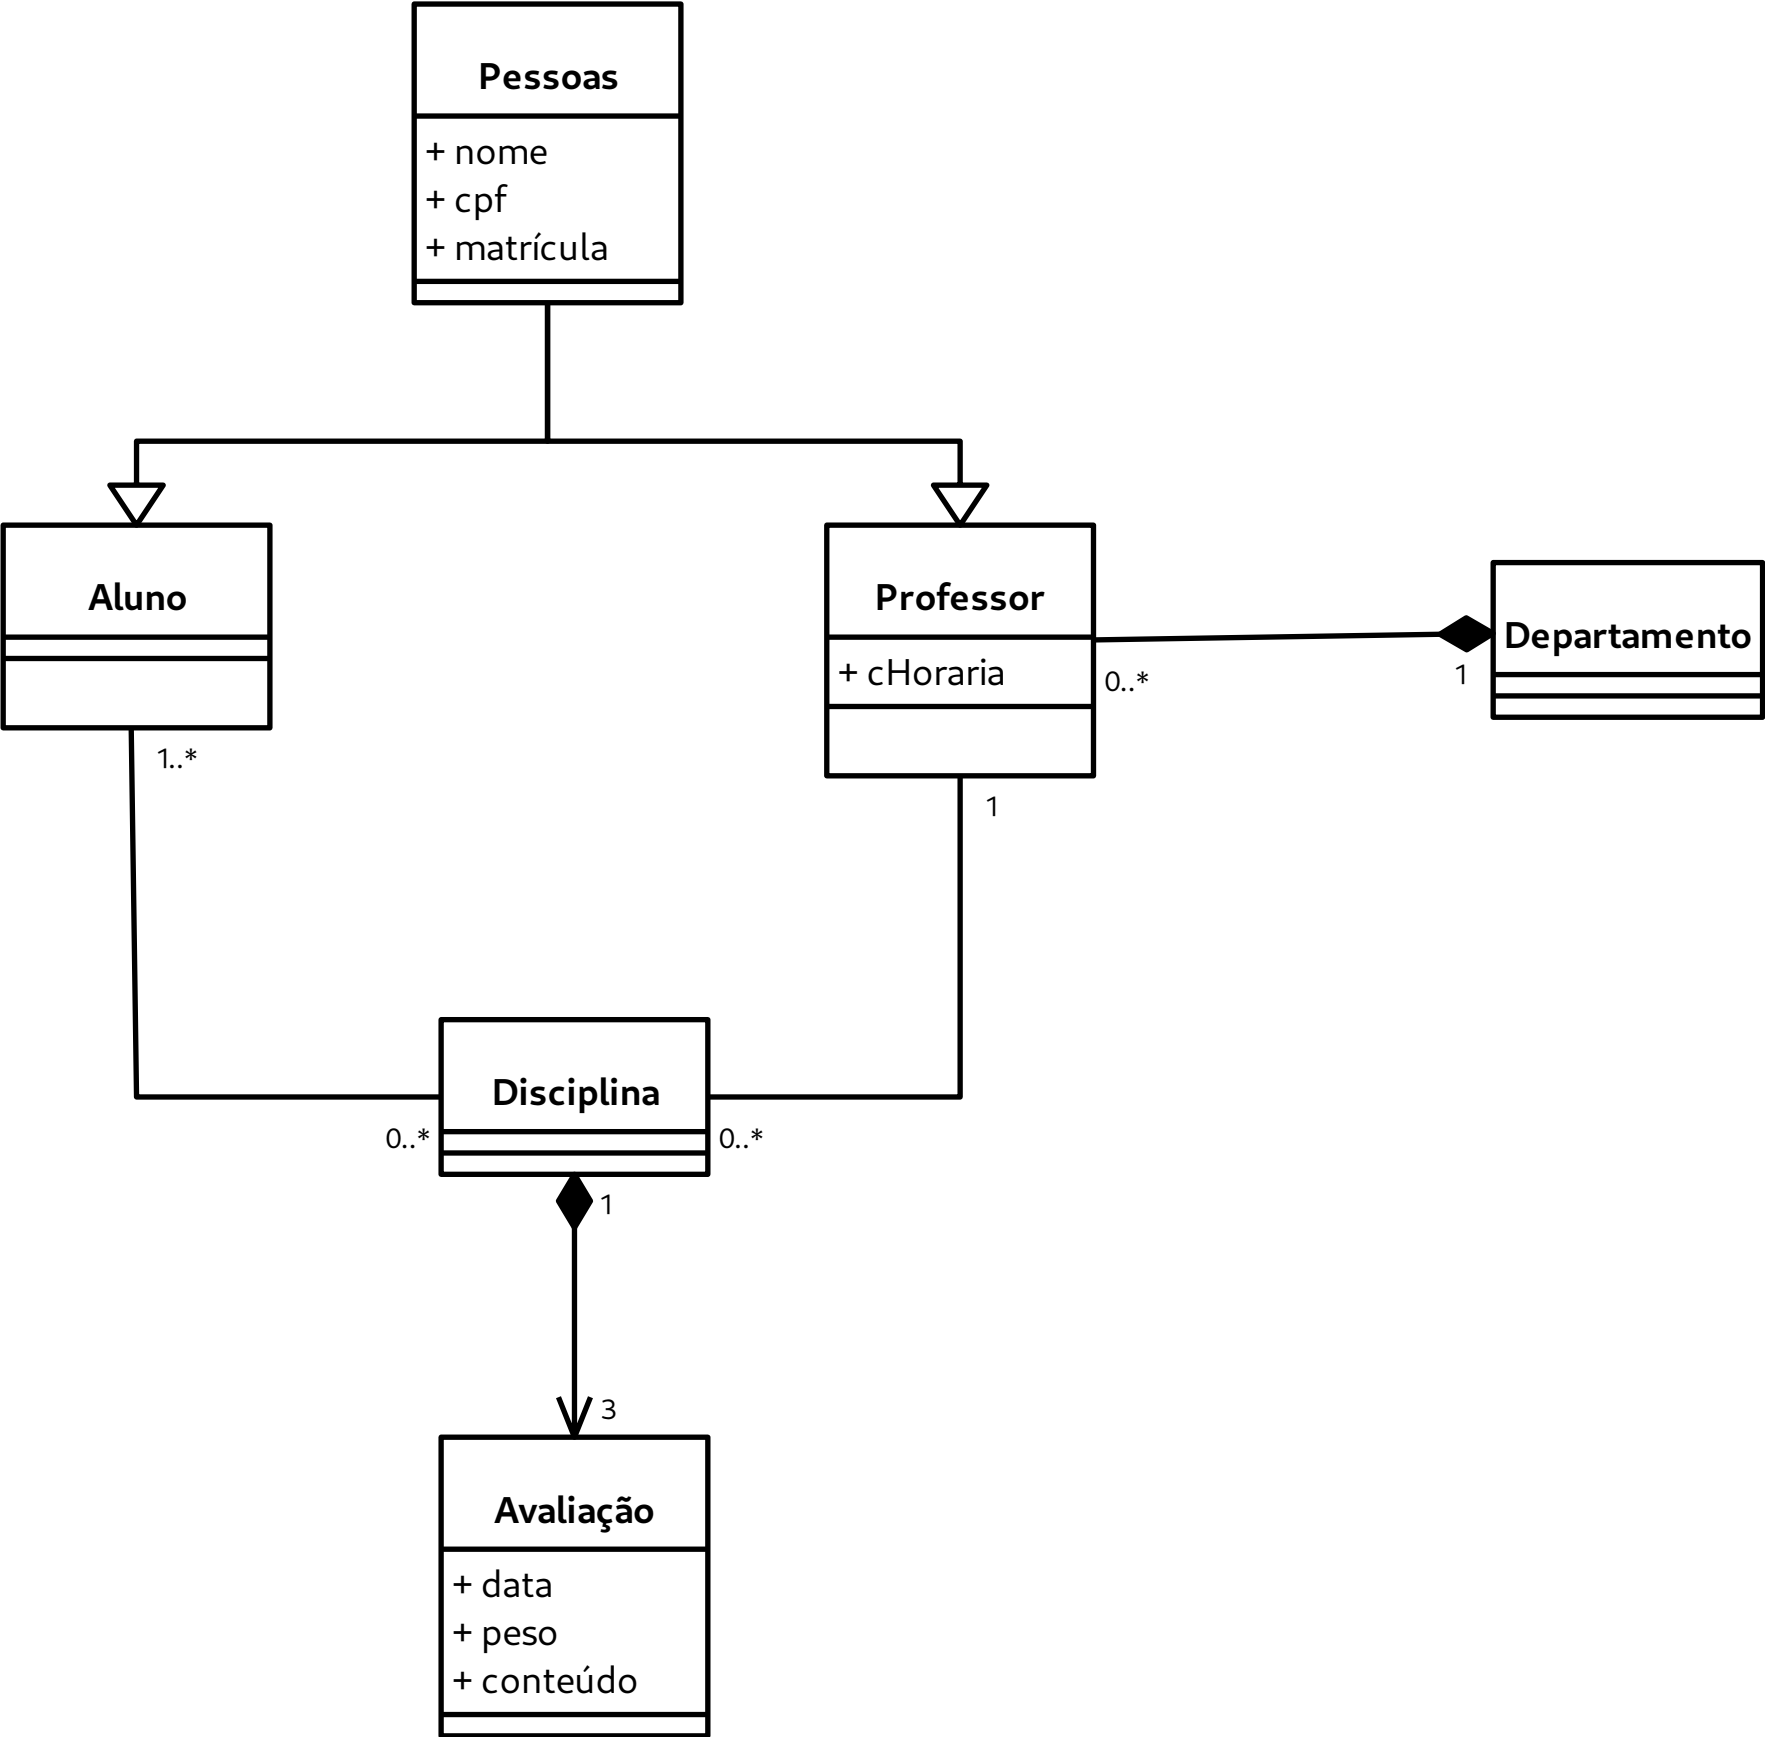 Pessoas
+ nome
+ cpf
+ matrícula
Aluno
1..*
Professor
+ cHoraria
0..*
1
Departamento
1
Disciplina
0..*
0..*
1
3
Avaliação
+ data
+ peso
+ conteúdo